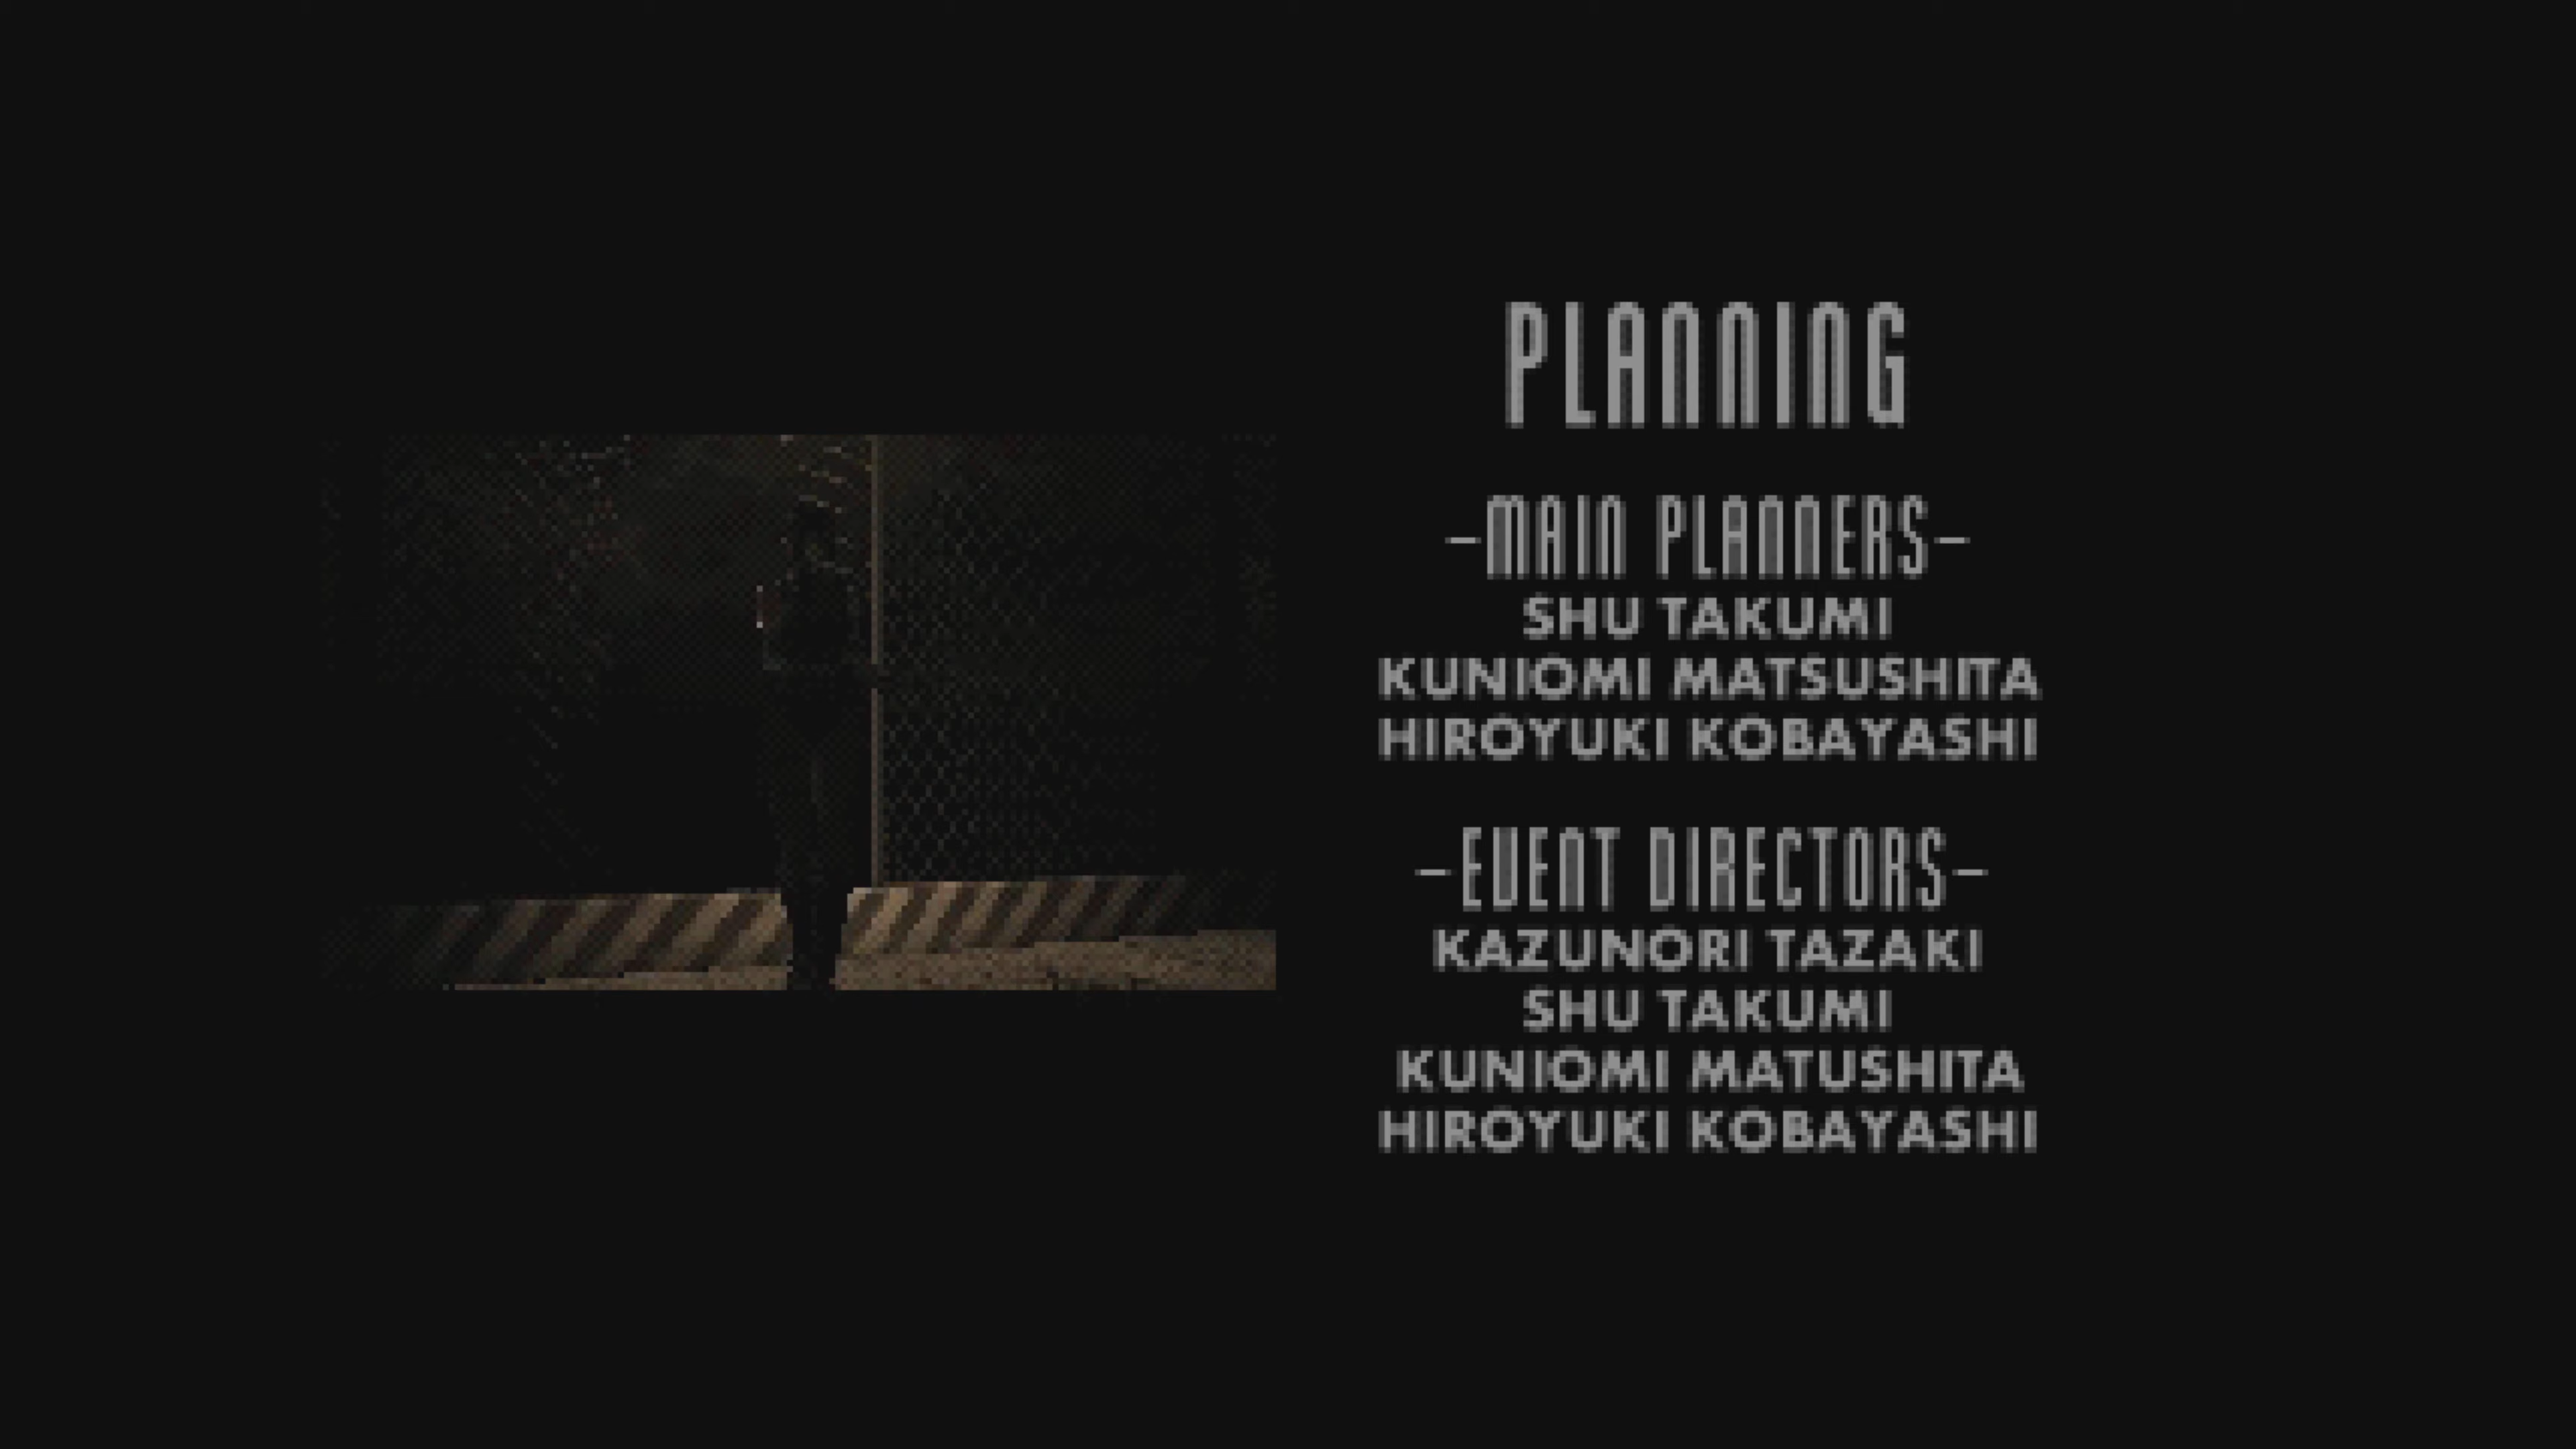 PLANNING
-MAIN PLANNERS-
SHU TAKUMI
KUNIOMI MATSUSHITA
HIROYUKI KOBAYASHI
-EVENT DIRECTORS-
KAZUNORI TAZAKI
SHU TAKUMI
KUNIOMI MATUSHITA
HIROYUKI KOBAYASHI